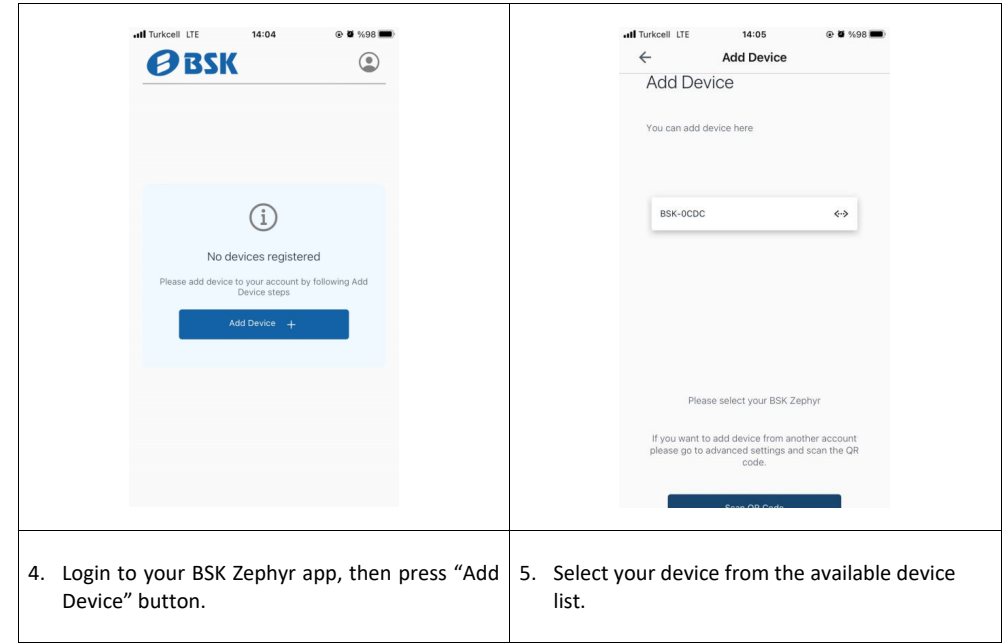 Turkcell LTE 14:04 %98
BSK
No devices registered
Please add device to your account by following Add
Device steps
Add Device +
4. Login to your BSK Zephyr app, then press “Add
Device” button.
Turkcell LTE 14:05 %98
Add Device
Add Device
You can add device here
BSK-0CDC
Please select your BSK Zephyr
If you want to add device from another account
please go to advanced settings and scan the QR
code.
Scan QR Code
5. Select your device from the available device
list.